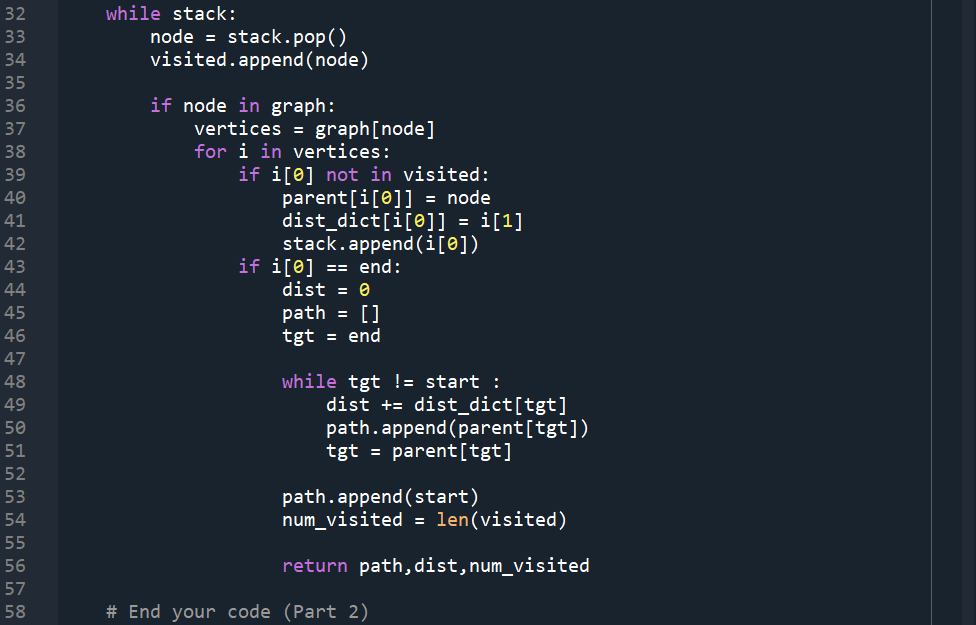 32 while stack:
33 node = stack.pop()
34 visited.append(node)
35
36 if node in graph:
37 vertices = graph[node]
38 for i in vertices:
39 if i[0] not in visited:
40 parent[i[0]] = node
41 dist_dict[i[0]] = i[1]
42 stack.append(i[0])
43 if i[0] == end:
44 dist = 0
45 path = []
46 tgt = end
47
48 while tgt != start :
49 dist += dist_dict[tgt]
50 path.append(parent[tgt])
51 tgt = parent[tgt]
52
53 path.append(start)
54 num_visited = len(visited)
55
56 return path,dist,num_visited
57
58 # End your code (Part 2)